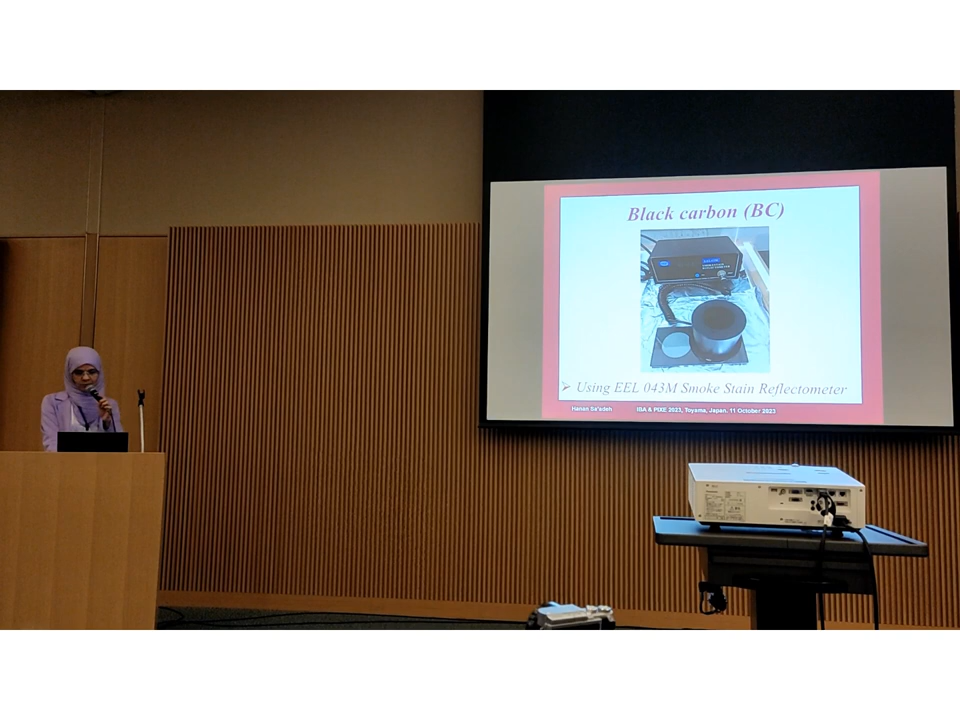 Black carbon (BC)
➢ Using EEL 043M Smoke Stain Reflectometer
Hanan Sa'adeh IBA & PIXE 2023, Toyama, Japan, 11 October 2023